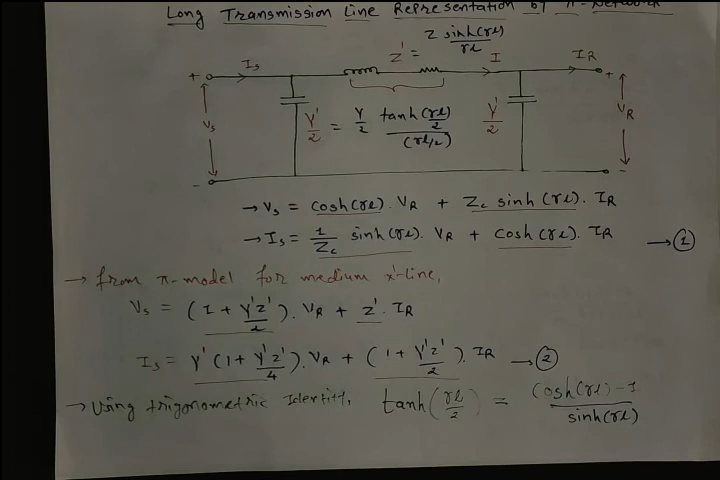 Long Transmission Line Representation by π-Network
Z' = Z sinh(γl)/γl
Is I IR
+ +
Vs Y'/2 = Y/2 tanh(γl/2)/(γl/2) Y'/2 VR
- -
→ Vs = cosh(γl). VR + Zc sinh(γl). IR
→ Is = 1/Zc sinh(γl). VR + cosh(γl). IR → ①
→ from π-model for medium x'-line,
Vs = (1 + Y'Z'/2). VR + Z'. IR
Is = Y'(1 + Y'Z'/4). VR + (1 + Y'Z'/2). IR → ②
→ Using trigonometric Identity, tanh(γl/2) = cosh(γl)-1/sinh(γl)